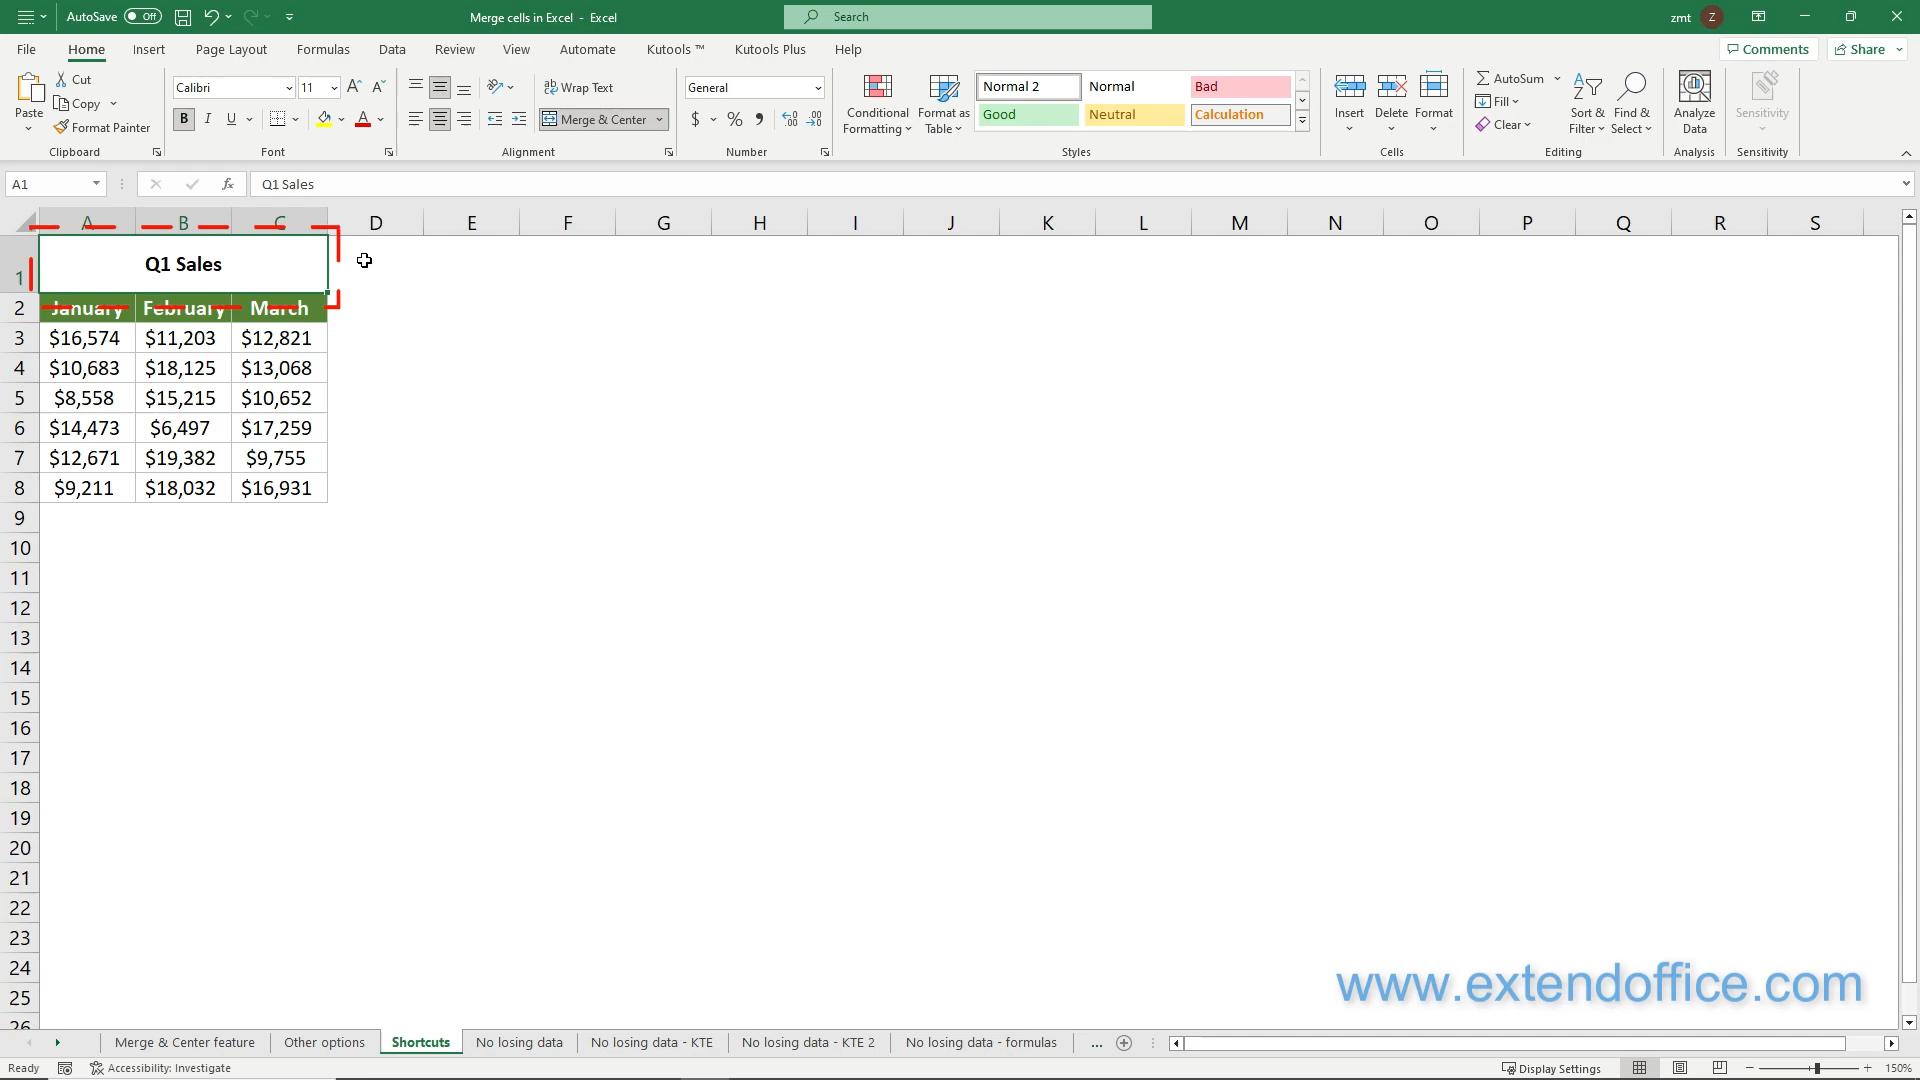 AutoSave Off
Merge cells in Excel - Excel
Search
zmt Z
File Home Insert Page Layout Formulas Data Review View Automate Kutools ™ Kutools Plus Help
Comments Share
Paste
Cut
Copy
Format Painter
Clipboard
Calibri 11
B I U
Font
Wrap Text
Merge & Center
Alignment
General
$ % 9
Number
Conditional Formatting
Format as Table
Normal 2 Normal Bad
Good Neutral Calculation
Styles
Insert Delete Format
Cells
AutoSum
Fill
Clear
Sort & Filter
Find & Select
Editing
Analyze Data
Analysis
Sensitivity
Sensitivity
A1 fx Q1 Sales
A B C D E F G H I J K L M N O P Q R S
1 Q1 Sales
2 January February March
3 $16,574 $11,203 $12,821
4 $10,683 $18,125 $13,068
5 $8,558 $15,215 $10,652
6 $14,473 $6,497 $17,259
7 $12,671 $19,382 $9,755
8 $9,211 $18,032 $16,931
9
10
11
12
13
14
15
16
17
18
19
20
21
22
23
24
25
26
www.extendoffice.com
Merge & Center feature Other options Shortcuts No losing data No losing data - KTE No losing data - KTE 2 No losing data - formulas ...
Ready Accessibility: Investigate Display Settings 150%